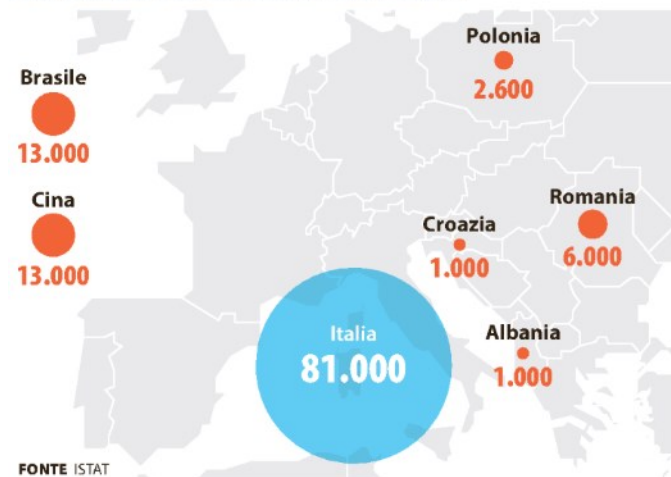 Polonia
2.600
Brasile
13.000
Cina
13.000
Romania
6.000
Croazia
1.000
Italia
81.000
Albania
1.000
FONTE ISTAT